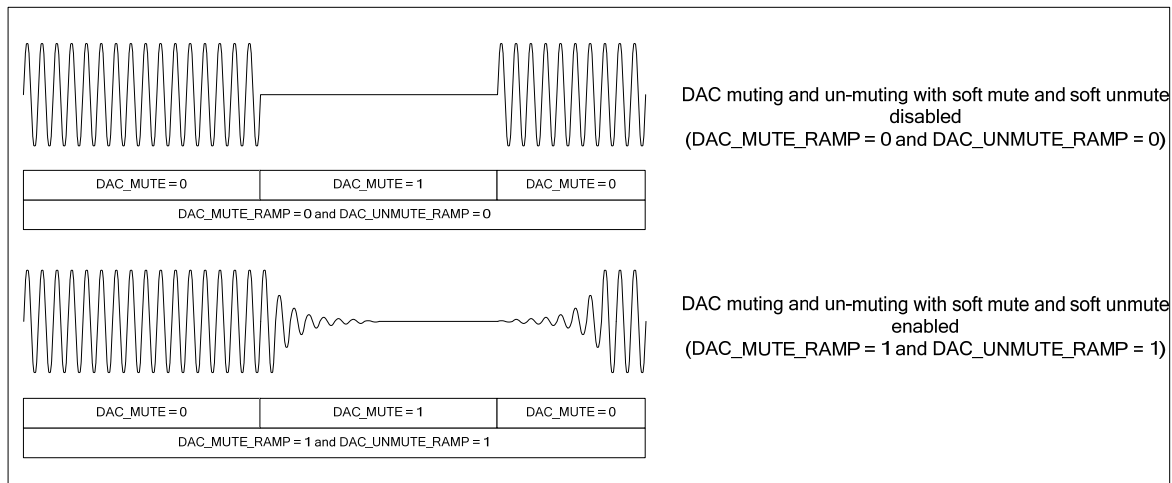 DAC muting and un-muting with soft mute and soft unmute
disabled
(DAC_MUTE_RAMP = 0 and DAC_UNMUTE_RAMP = 0)
DAC_MUTE = 0
DAC_MUTE = 1
DAC_MUTE = 0
DAC_MUTE_RAMP = 0 and DAC_UNMUTE_RAMP = 0
DAC muting and un-muting with soft mute and soft unmute
enabled
(DAC_MUTE_RAMP = 1 and DAC_UNMUTE_RAMP = 1)
DAC_MUTE = 0
DAC_MUTE = 1
DAC_MUTE = 0
DAC_MUTE_RAMP = 1 and DAC_UNMUTE_RAMP = 1